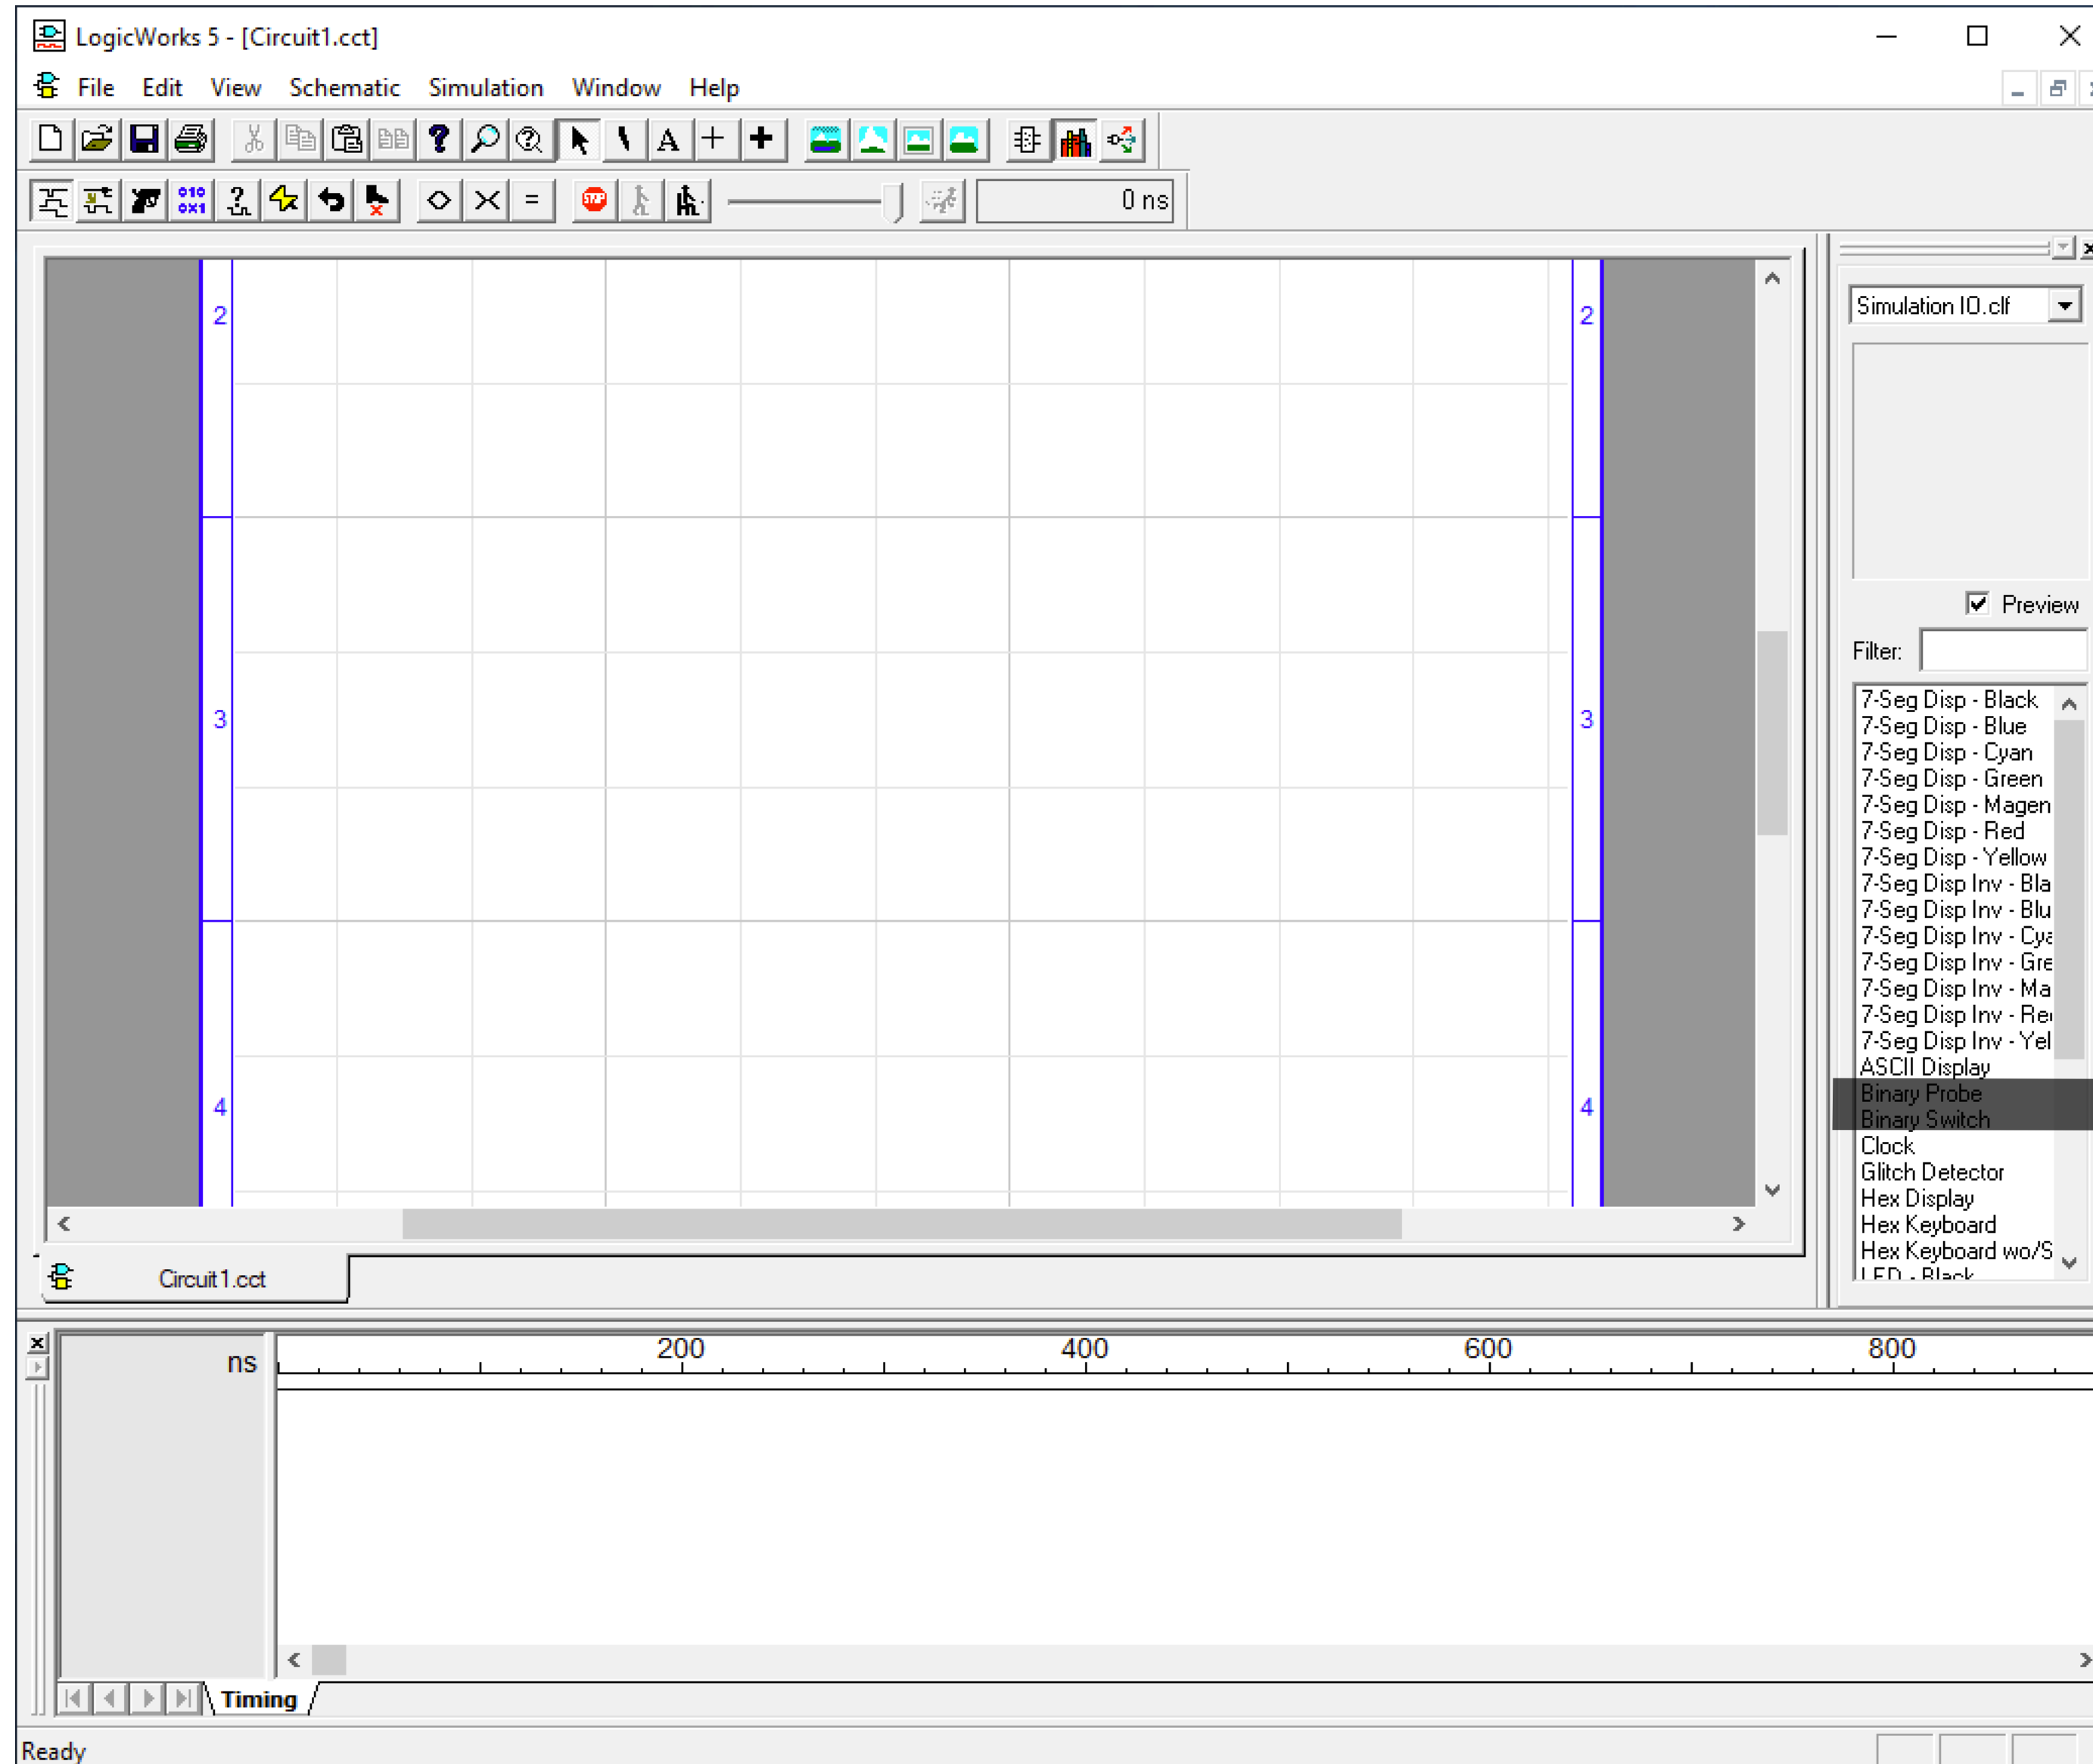 LogicWorks 5 - [Circuit1.cct]
File Edit View Schematic Simulation Window Help
A
010
0X1
STOP
0 ns
Simulation IO.clf
2
2
Preview
Filter:
3
3
7-Seg Disp - Black
7-Seg Disp - Blue
7-Seg Disp - Cyan
7-Seg Disp - Green
7-Seg Disp - Magen
7-Seg Disp - Red
7-Seg Disp - Yellow
7-Seg Disp Inv - Bla
7-Seg Disp Inv - Blu
7-Seg Disp Inv - Cya
7-Seg Disp Inv - Gre
7-Seg Disp Inv - Ma
7-Seg Disp Inv - Re
7-Seg Disp Inv - Yel
ASCII Display
Binary Probe
Binary Switch
Clock
Glitch Detector
Hex Display
Hex Keyboard
Hex Keyboard wo/S
LED - Black
4
4
Circuit1.cct
ns 200 400 600 800
Timing
Ready